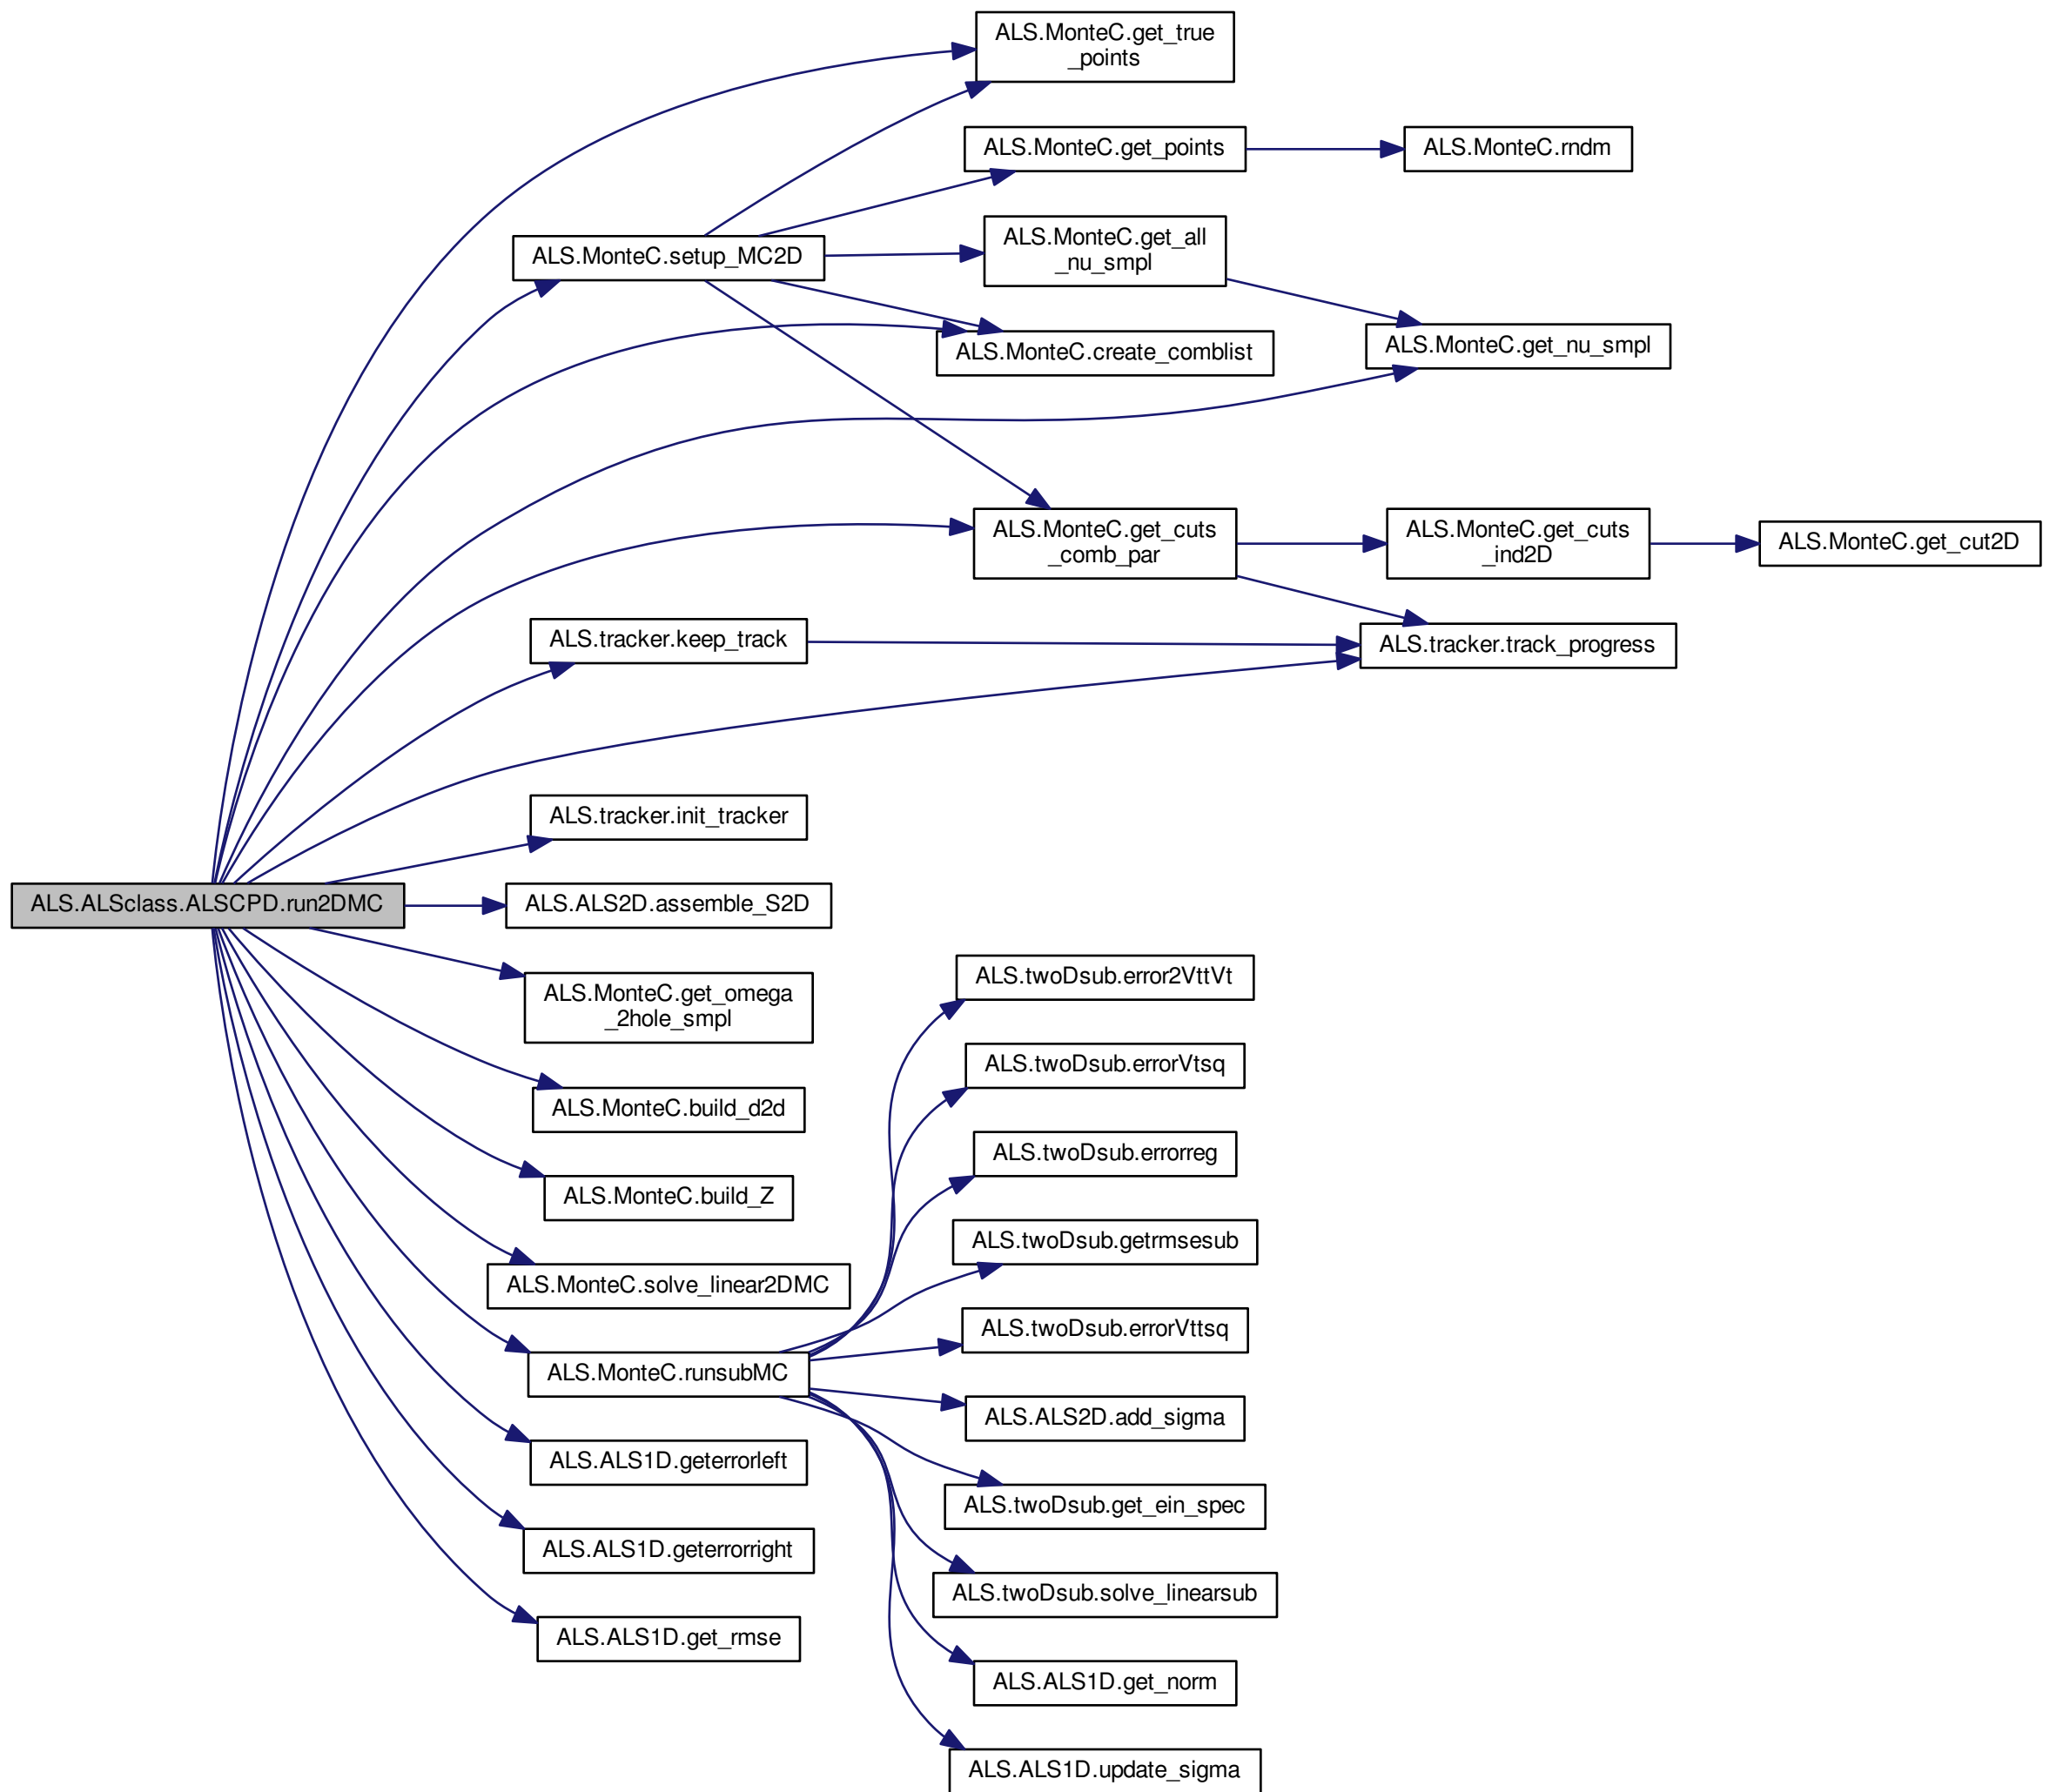 ALS.MonteC.get_true
_points
ALS.MonteC.get_points
ALS.MonteC.rndm
ALS.MonteC.get_all
_nu_smpl
ALS.MonteC.setup_MC2D
ALS.MonteC.create_comblist
ALS.MonteC.get_nu_smpl
ALS.MonteC.get_cuts
_comb_par
ALS.MonteC.get_cuts
_ind2D
ALS.MonteC.get_cut2D
ALS.tracker.keep_track
ALS.tracker.track_progress
ALS.tracker.init_tracker
ALS.ALSclass.ALSCPD.run2DMC
ALS.ALS2D.assemble_S2D
ALS.MonteC.get_omega
_2hole_smpl
ALS.twoDsub.error2VttVt
ALS.twoDsub.errorVtsq
ALS.MonteC.build_d2d
ALS.twoDsub.errorreg
ALS.MonteC.build_Z
ALS.twoDsub.getrmsesub
ALS.MonteC.solve_linear2DMC
ALS.twoDsub.errorVttsq
ALS.MonteC.runsubMC
ALS.ALS2D.add_sigma
ALS.ALS1D.geterrorleft
ALS.twoDsub.get_ein_spec
ALS.ALS1D.geterrorright
ALS.twoDsub.solve_linearsub
ALS.ALS1D.get_rmse
ALS.ALS1D.get_norm
ALS.ALS1D.update_sigma